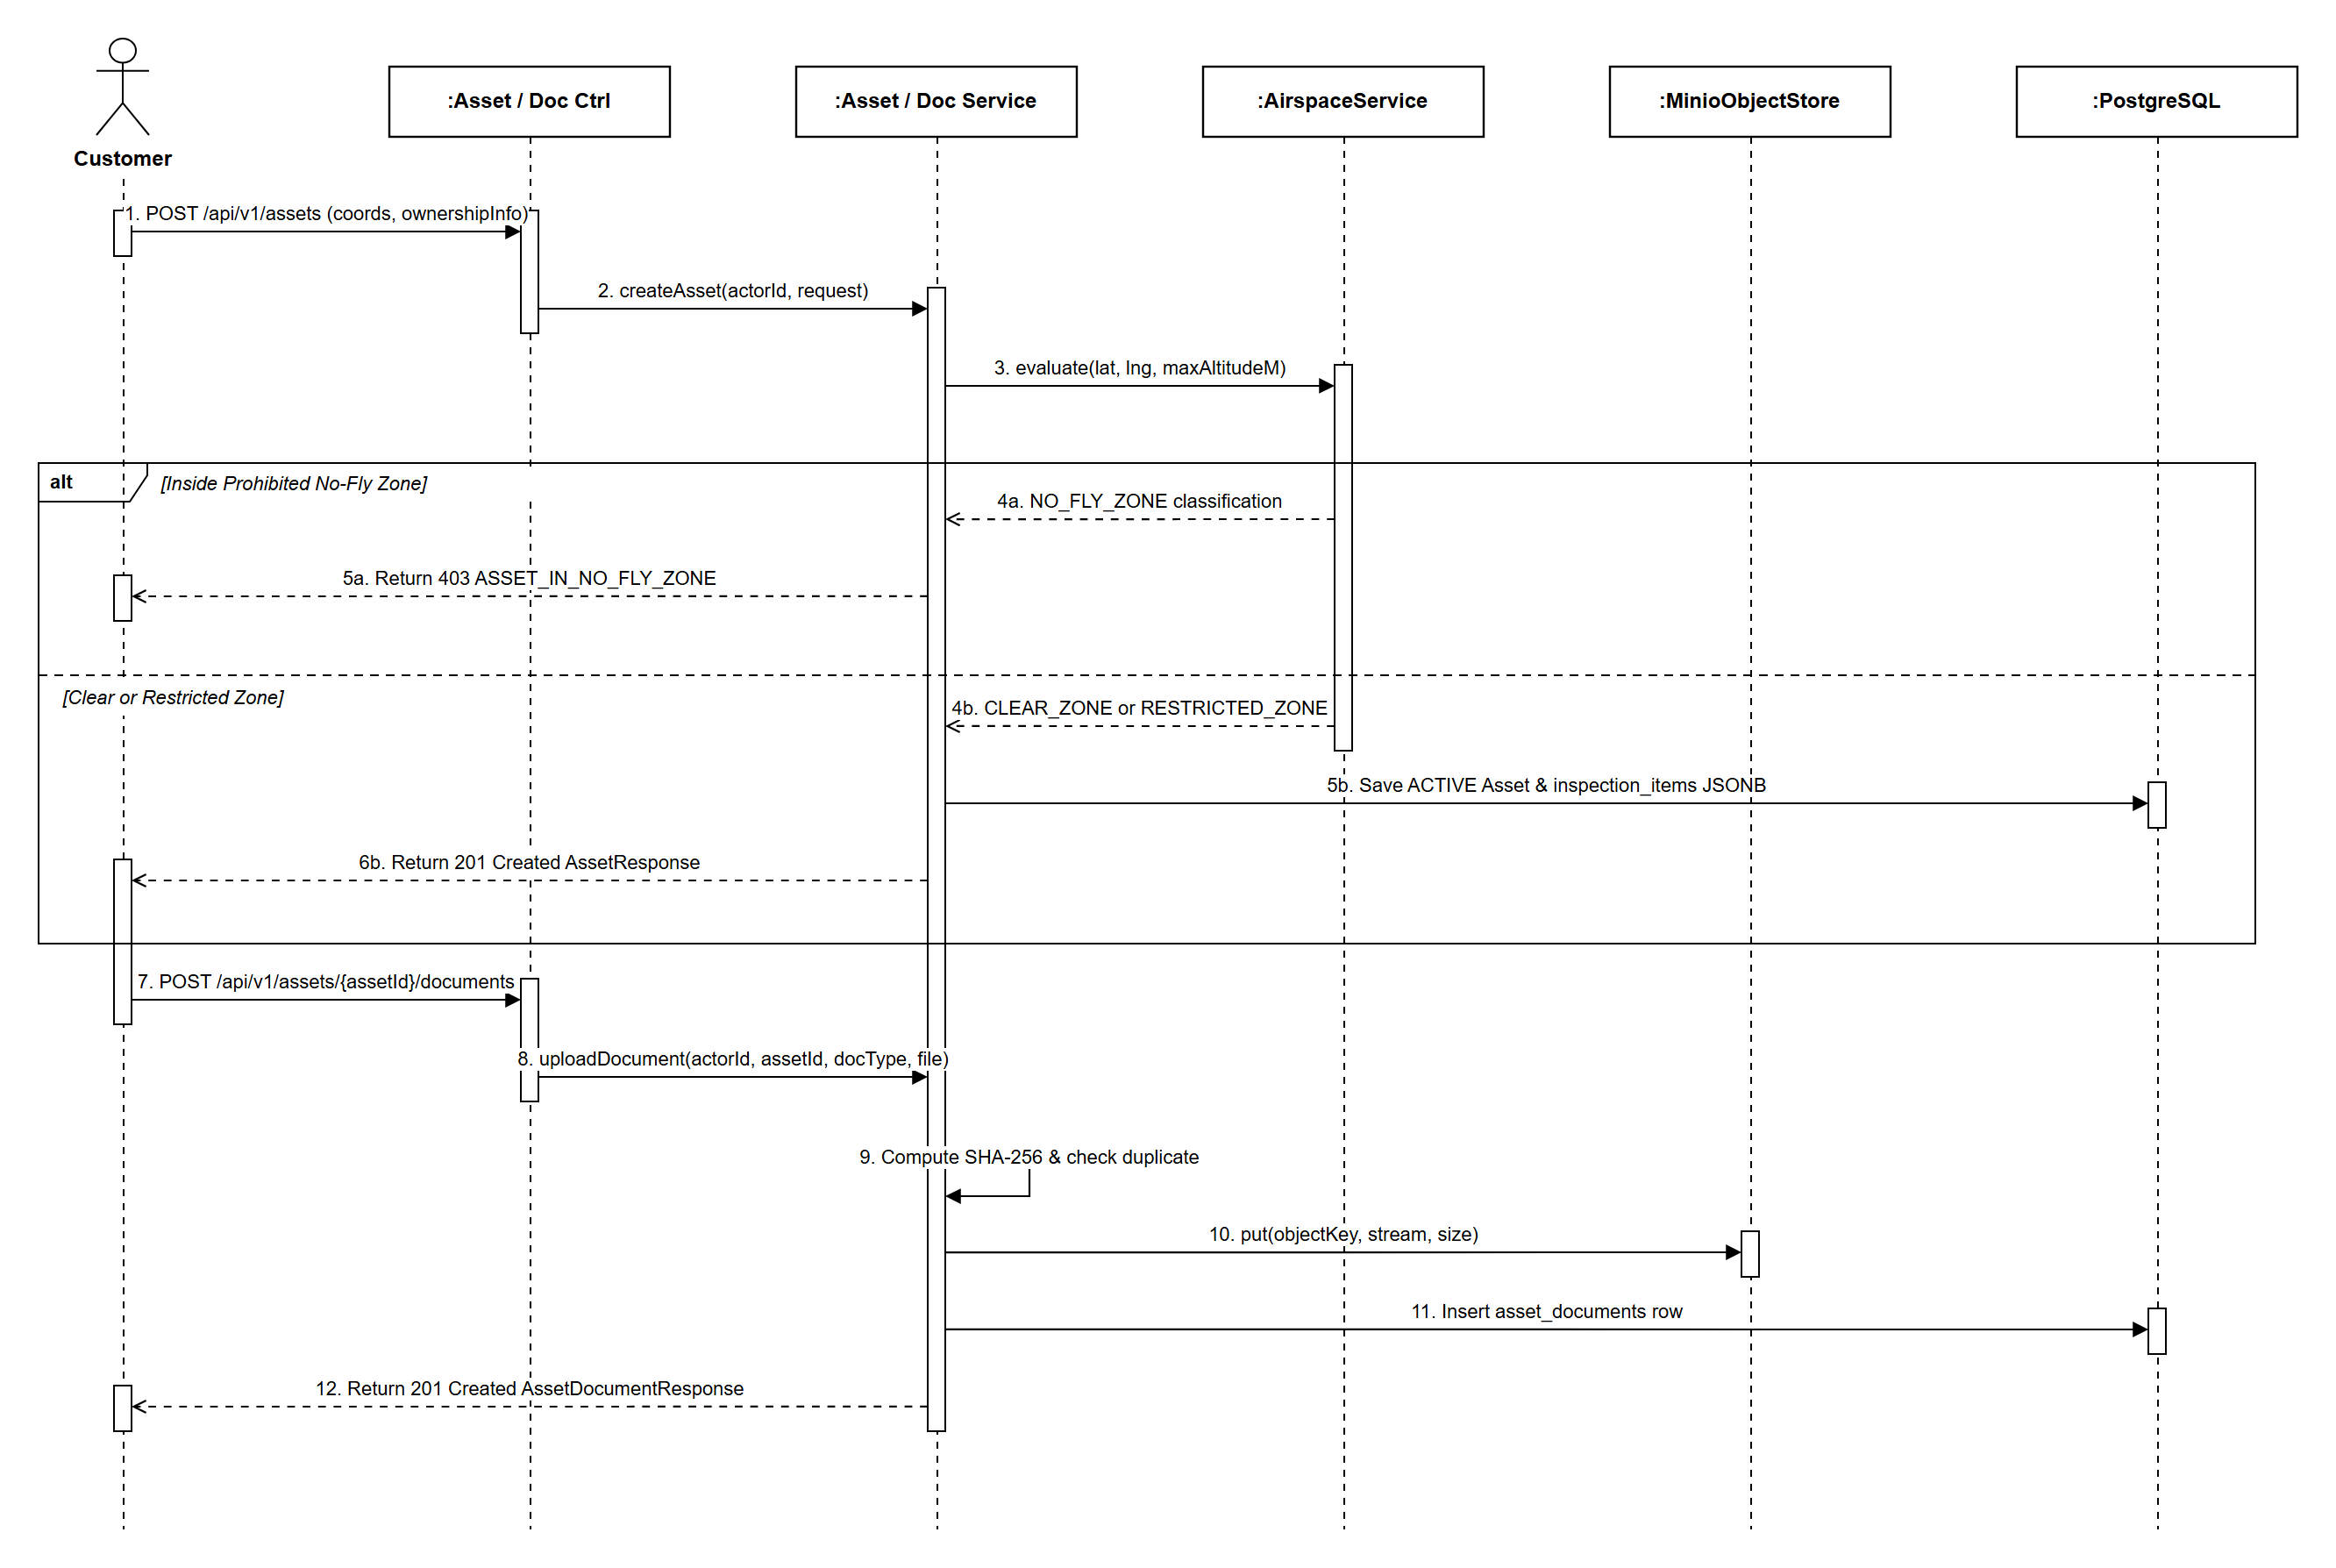 :Asset / Doc Ctrl
:Asset / Doc Service
:AirspaceService
:MinioObjectStore
:PostgreSQL
Customer
1. POST /api/v1/assets (coords, ownershipInfo)
2. createAsset(actorId, request)
3. evaluate(lat, lng, maxAltitudeM)
alt
[Inside Prohibited No-Fly Zone]
4a. NO_FLY_ZONE classification
5a. Return 403 ASSET_IN_NO_FLY_ZONE
[Clear or Restricted Zone]
4b. CLEAR_ZONE or RESTRICTED_ZONE
5b. Save ACTIVE Asset & inspection_items JSONB
6b. Return 201 Created AssetResponse
7. POST /api/v1/assets/{assetId}/documents
8. uploadDocument(actorId, assetId, docType, file)
9. Compute SHA-256 & check duplicate
10. put(objectKey, stream, size)
11. Insert asset_documents row
12. Return 201 Created AssetDocumentResponse